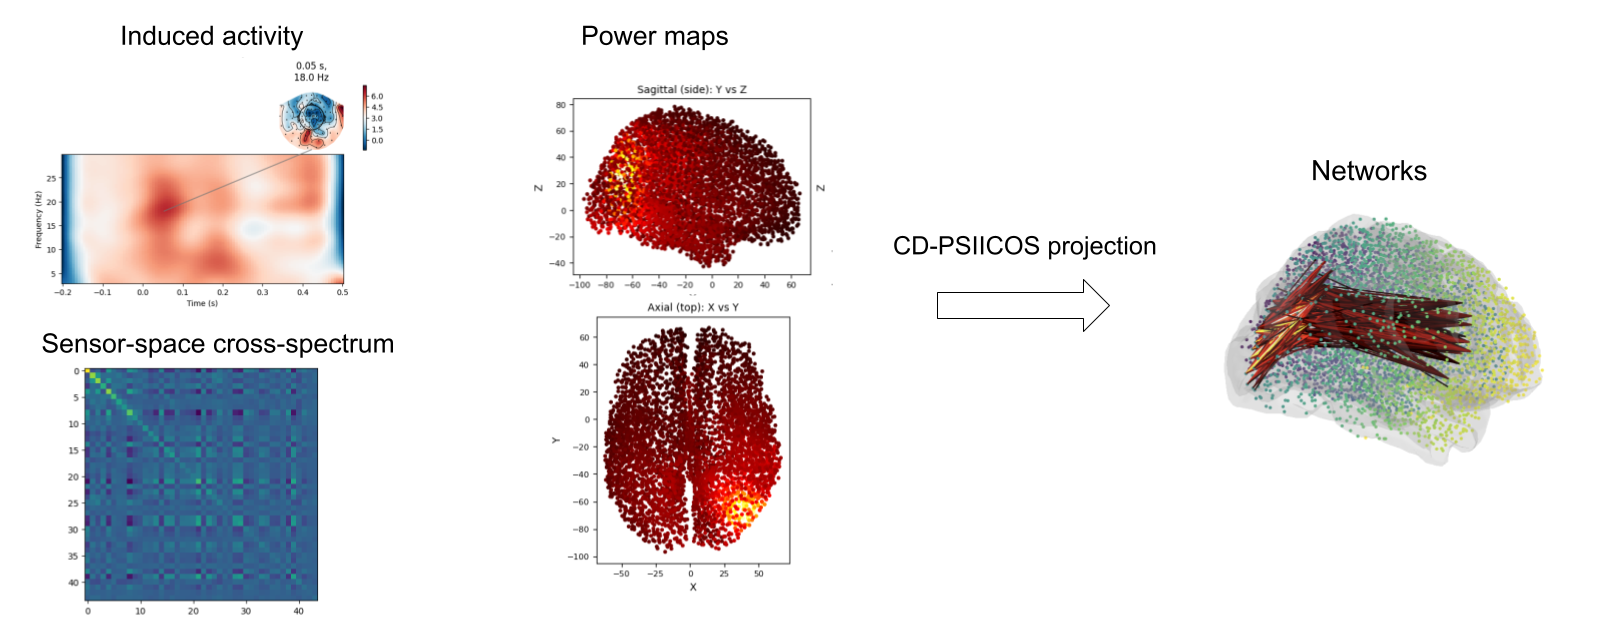 Induced activity
0.05 s,
18.0 Hz
6.0
4.5
3.0
1.5
0.0
Frequency (Hz)
25
20
15
10
5
−0.2 −0.1 0.0 0.1 0.2 0.3 0.4 0.5
Time (s)
Sensor-space cross-spectrum
0
5
10
15
20
25
30
35
40
0 10 20 30 40
Power maps
Sagittal (side): Y vs Z
Z
80
60
40
20
0
−20
−40
−100 −80 −60 −40 −20 0 20 40 60
Z
Axial (top): X vs Y
Y
60
40
20
0
−20
−40
−60
−80
−100
−50 −25 0 25 50
X
CD-PSIICOS projection
Networks